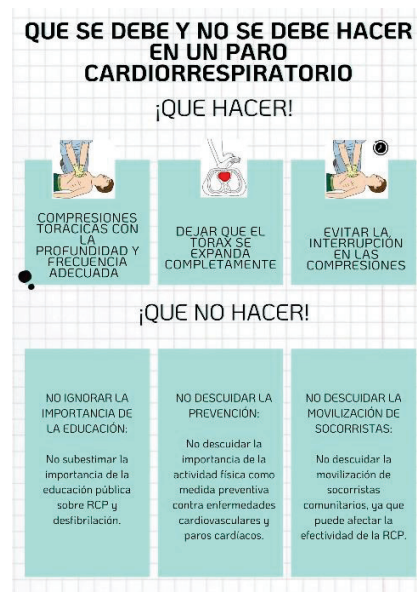 QUE SE DEBE Y NO SE DEBE HACER
EN UN PARO
CARDIORRESPIRATORIO
¡QUE HACER!
COMPRESIONES
TORÁCICAS CON
LA
PROFUNDIDAD Y
FRECUENCIA
ADECUADA
DEJAR QUE EL
TÓRAX SE
EXPANDA
COMPLETAMENTE
EVITAR LA,
INTERRUPCIÓN
EN LAS
COMPRESIONES
¡QUE NO HACER!
NO IGNORAR LA
IMPORTANCIA DE
LA EDUCACIÓN:
No subestimar la
importancia de la
educación pública
sobre RCP y
desfibrilación.
NO DESCUIDAR LA
PREVENCIÓN:
No descuidar la
importancia de la
actividad física como
medida preventiva
contra enfermedades
cardiovasculares y
paros cardíacos.
NO DESCUIDAR LA
MOVILIZACIÓN DE
SOCORRISTAS:
No descuidar la
movilización de
socorristas
comunitarios, ya que
puede afectar la
efectividad de la RCP.